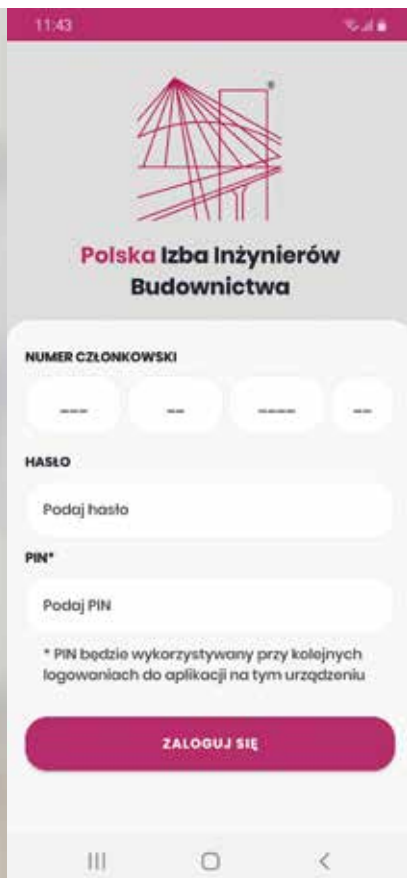 11:43
®
Polska Izba Inżynierów
Budownictwa
NUMER CZŁONKOWSKI
--- -- ---- --
HASŁO
Podaj hasło
PIN*
Podaj PIN
* PIN będzie wykorzystywany przy kolejnych
logowaniach do aplikacji na tym urządzeniu
ZALOGUJ SIĘ